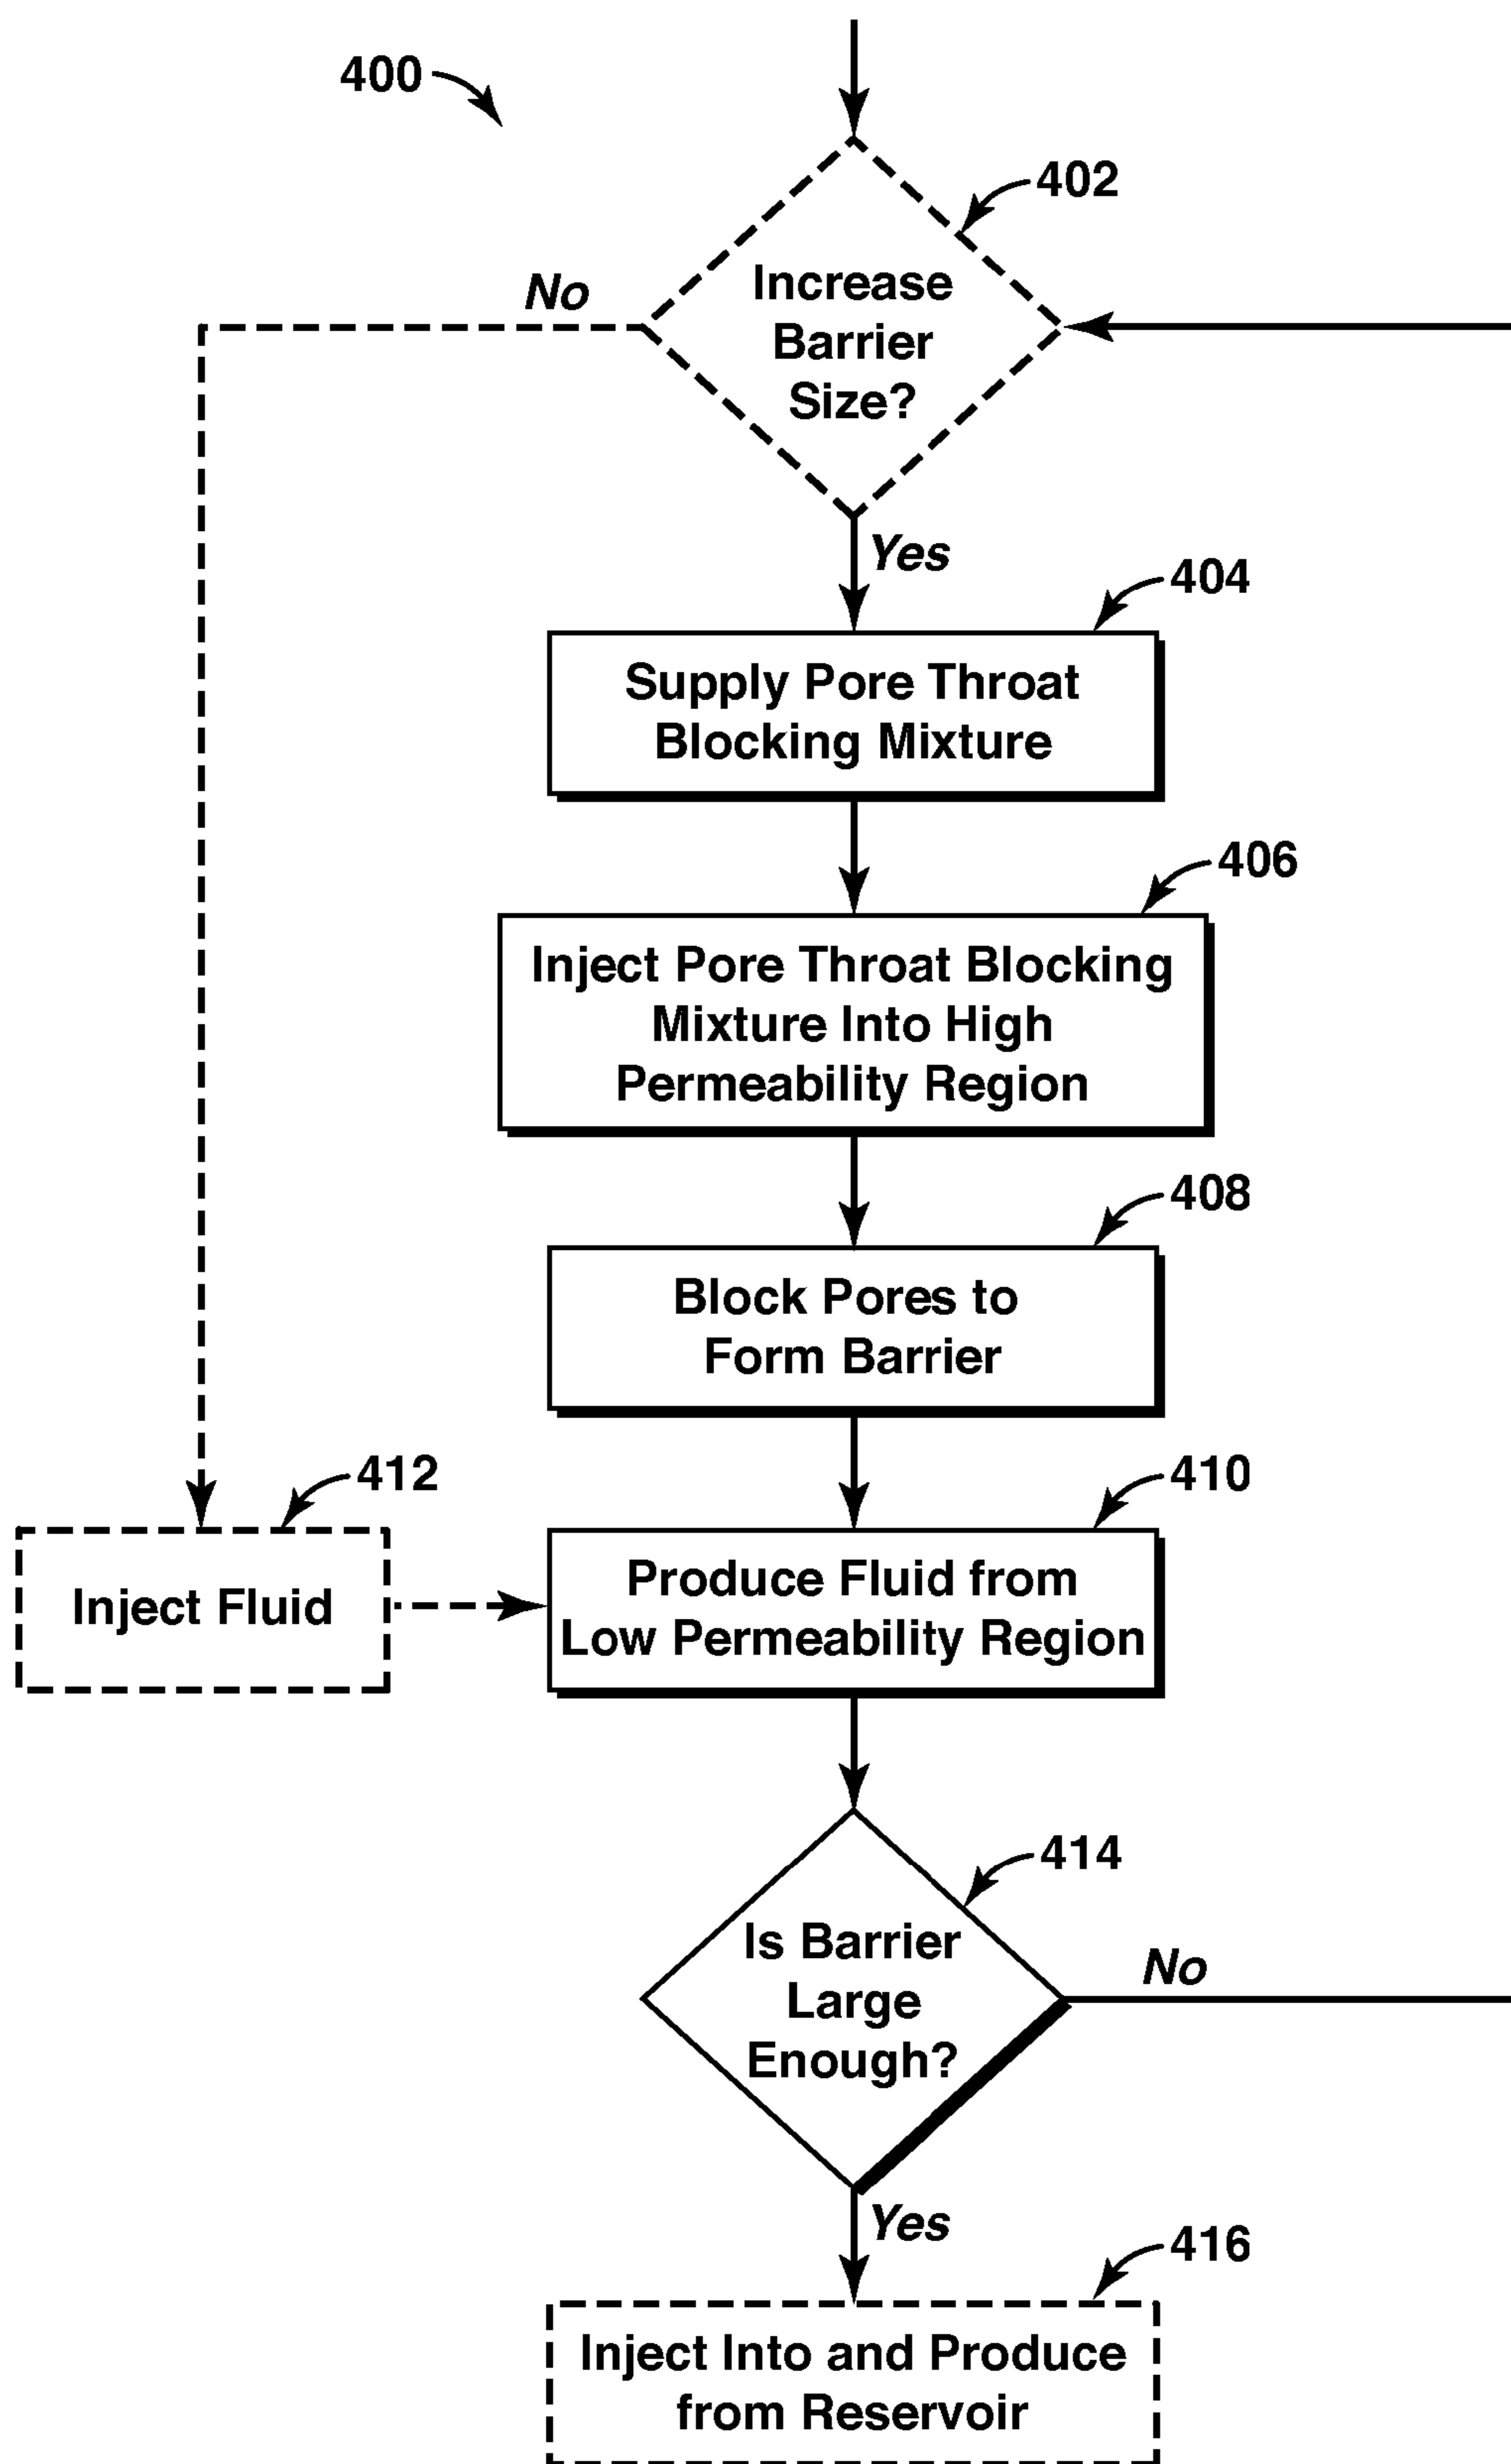 400
402
Increase
Barrier
Size?
No
Yes
404
Supply Pore Throat
Blocking Mixture
406
Inject Pore Throat Blocking
Mixture Into High
Permeability Region
408
Block Pores to
Form Barrier
412
Inject Fluid
410
Produce Fluid from
Low Permeability Region
414
Is Barrier
Large
Enough?
No
Yes
416
Inject Into and Produce
from Reservoir